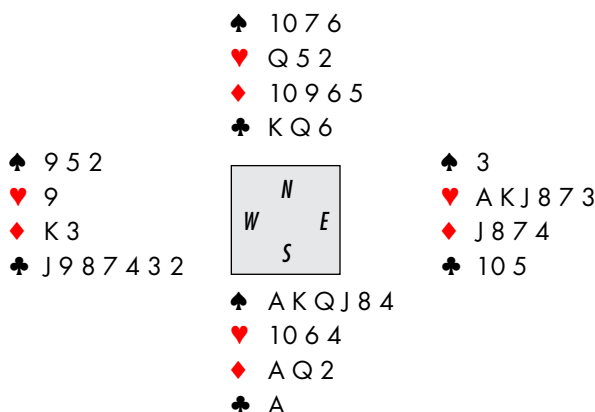 ♠ 10 7 6
♥ Q 5 2
♦ 10 9 6 5
♣ K Q 6
♠ 9 5 2
♥ 9
♦ K 3
♣ J 9 8 7 4 3 2
N
W E
S
♠ 3
♥ A K J 8 7 3
♦ J 8 7 4
♣ 10 5
♠ A K Q J 8 4
♥ 10 6 4
♦ A Q 2
♣ A